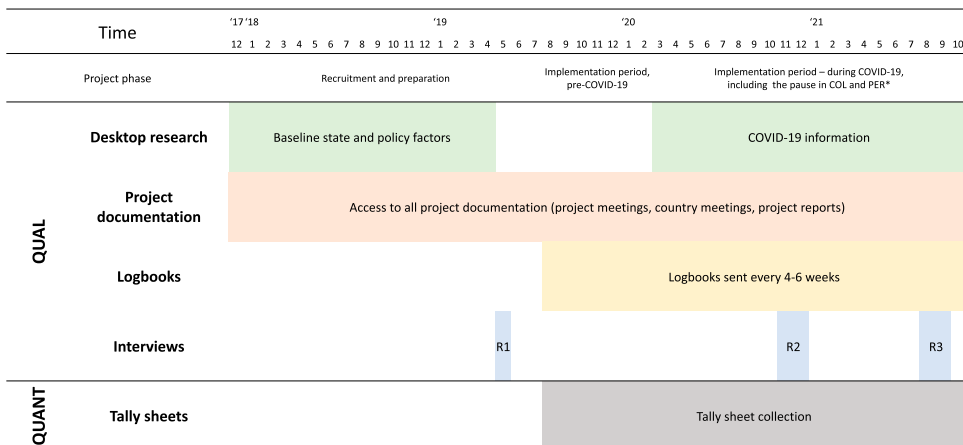 Time
'17 '18 '19 '20 '21
12 1 2 3 4 5 6 7 8 9 10 11 12 1 2 3 4 5 6 7 8 9 10 11 12 1 2 3 4 5 6 7 8 9 10 11 12 1 2 3 4 5 6 7 8 9 10
Project phase
Recruitment and preparation
Implementation period,
pre-COVID-19
Implementation period – during COVID-19,
including the pause in COL and PER*
QUAL
Desktop research
Baseline state and policy factors
COVID-19 information
Project
documentation
Access to all project documentation (project meetings, country meetings, project reports)
Logbooks
Logbooks sent every 4-6 weeks
Interviews
R1
R2
R3
QUANT
Tally sheets
Tally sheet collection